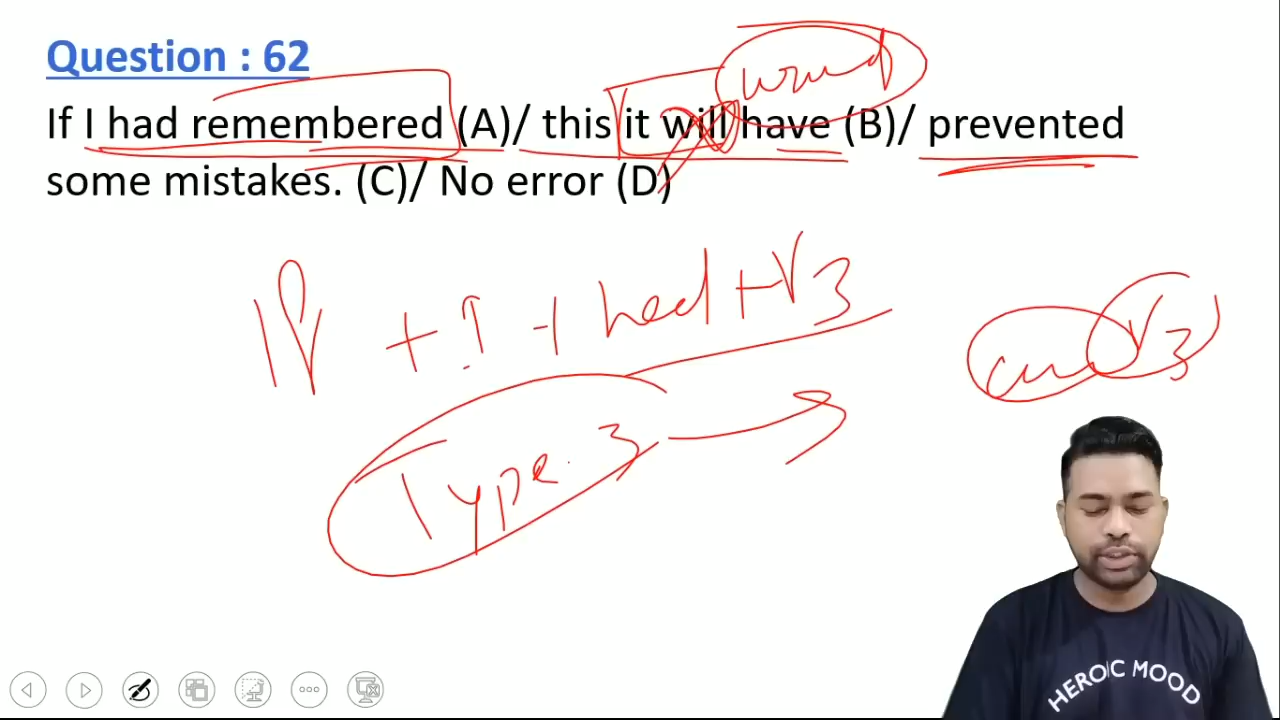 Question : 62
would
If I had remembered (A)/ this it will have (B)/ prevented
some mistakes. (C)/ No error (D)
If + I + had + V3
V3
Type 3
HEROIC MOOD